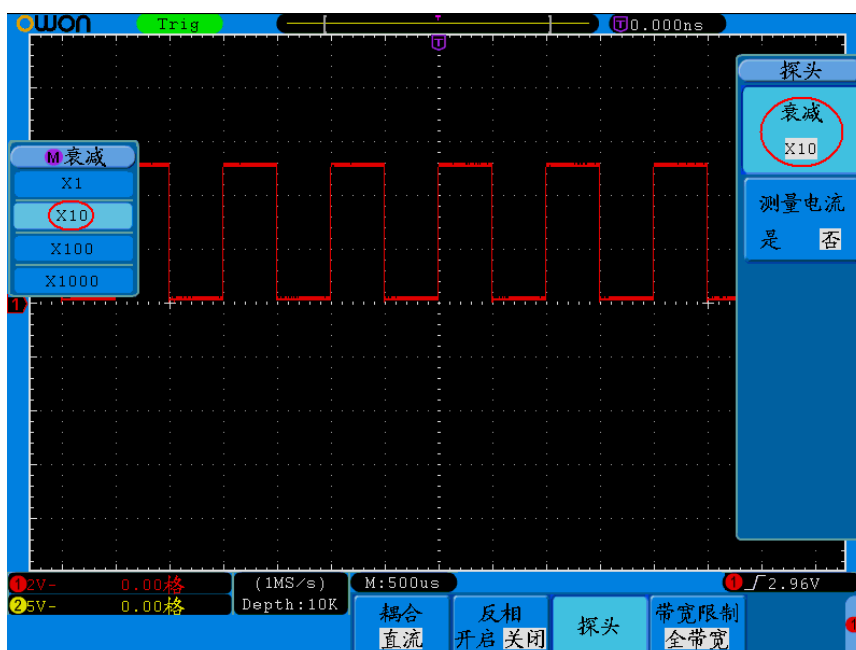 owon Trig T 0.000ns
T
探头
衰减
X10
测量电流
是 否
M 衰减
X1
X10
X100
X1000
1
1 2V- 0.00格 (1MS/s) M:500us 1 2.96V
2 5V- 0.00格 Depth:10K
耦合 反相 探头 带宽限制
直流 开启 关闭 全带宽
1